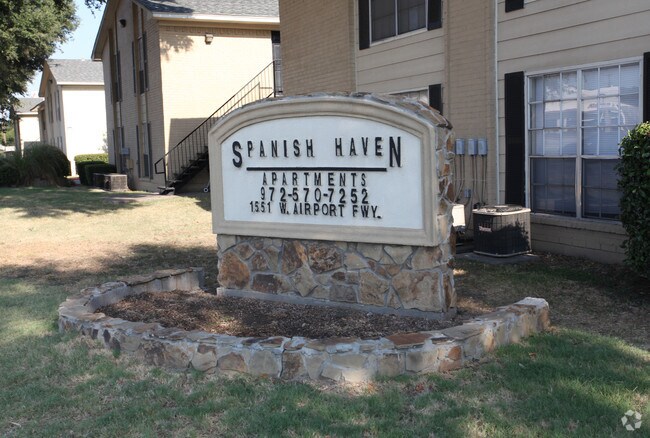 SPANISH HAVEN
APARTMENTS
972-570-7252
1551 W. AIRPORT FWY.